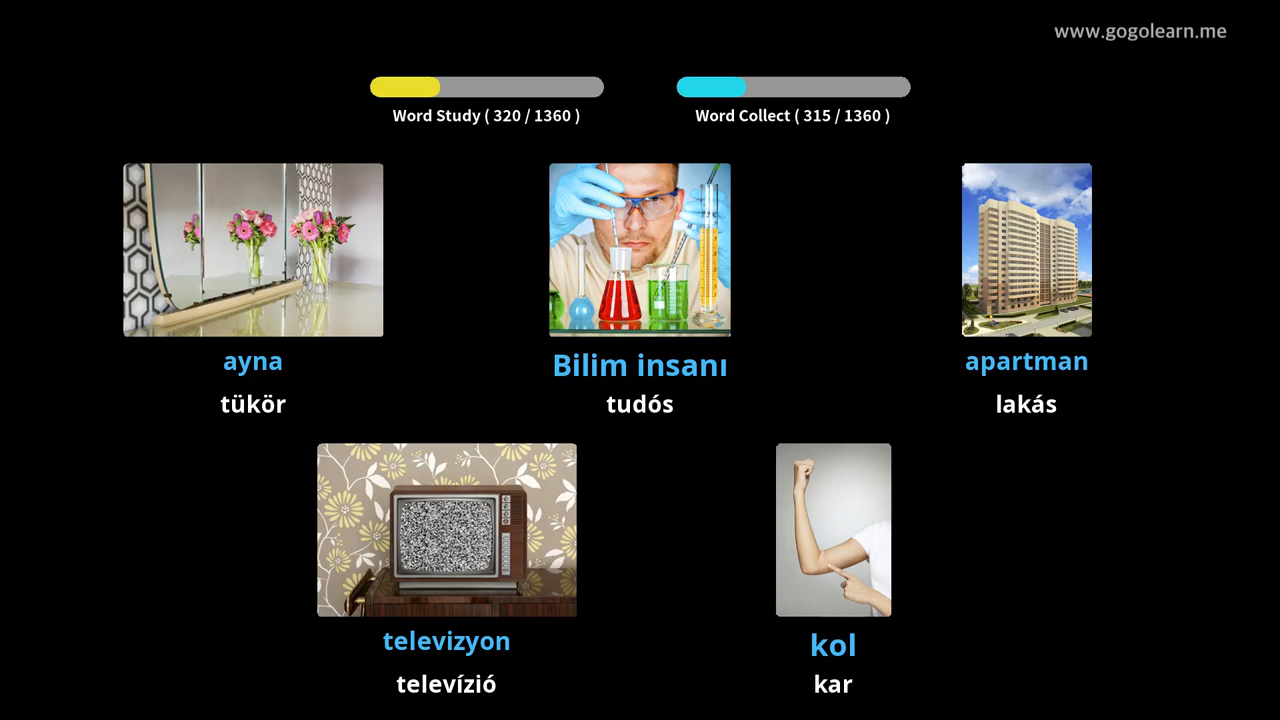 www.gogolearn.me
Word Study ( 320 / 1360 )
Word Collect ( 315 / 1360 )
ayna
tükör
Bilim insanı
tudós
apartman
lakás
televizyon
televízió
kol
kar